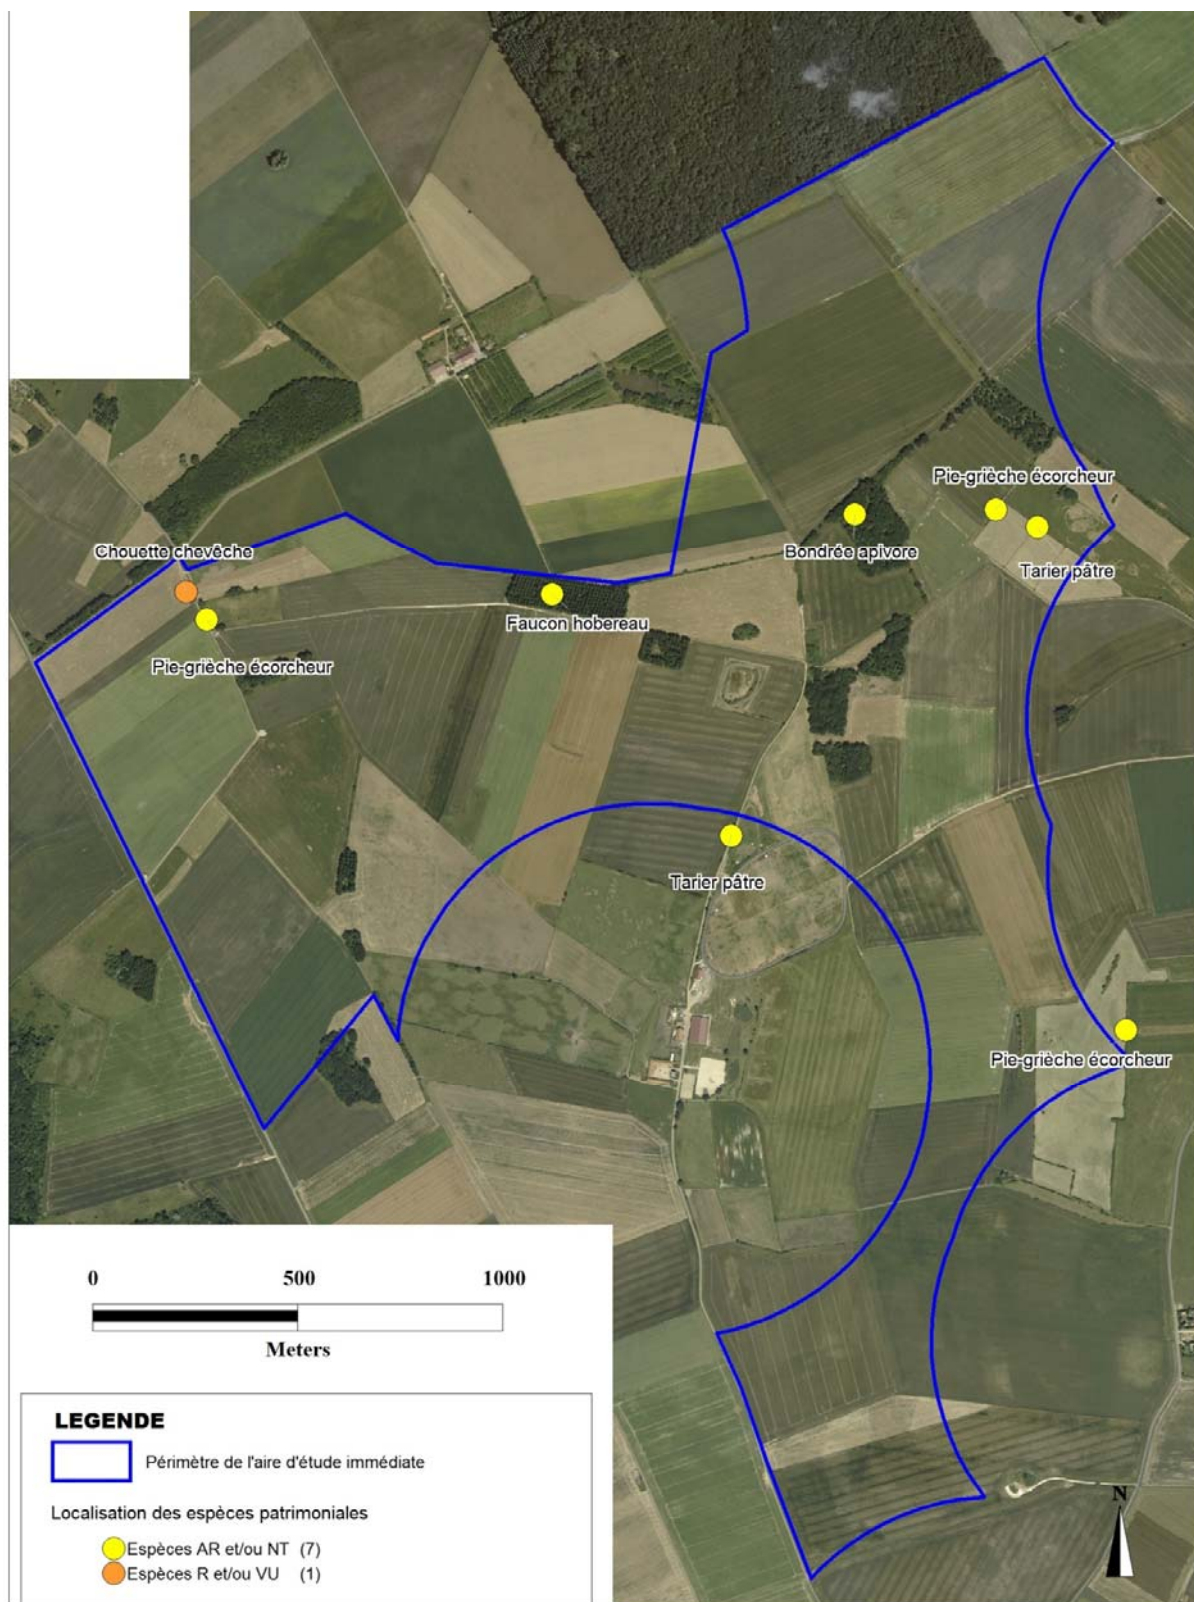 Pie-grièche écorcheur
Chouette chevêche
Bondrée apivore
Tarier pâtre
Faucon hobereau
Pie-grièche écorcheur
Tarier pâtre
Pie-grièche écorcheur
0 500 1000
Meters
LEGENDE
Périmètre de l'aire d'étude immédiate
Localisation des espèces patrimoniales
Espèces AR et/ou NT (7)
Espèces R et/ou VU (1)
N